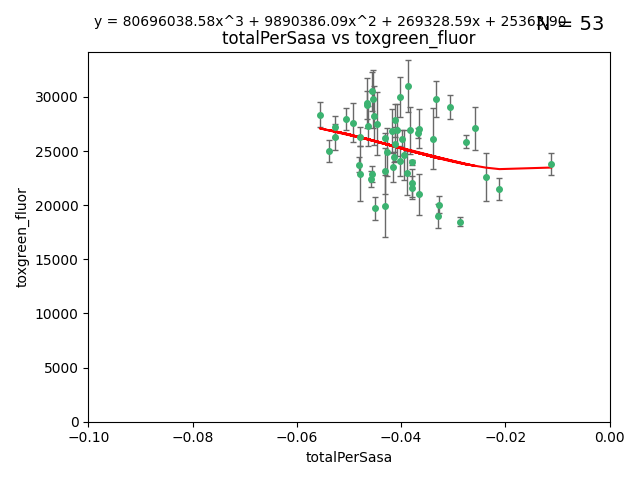 y = 80696038.58x^3 + 9890386.09x^2 + 269328.59x + 25363.90
N = 53
totalPerSasa vs toxgreen_fluor
30000
25000
20000
15000
10000
5000
0
toxgreen_fluor
−0.10
−0.08
−0.06
−0.04
−0.02
0.00
totalPerSasa